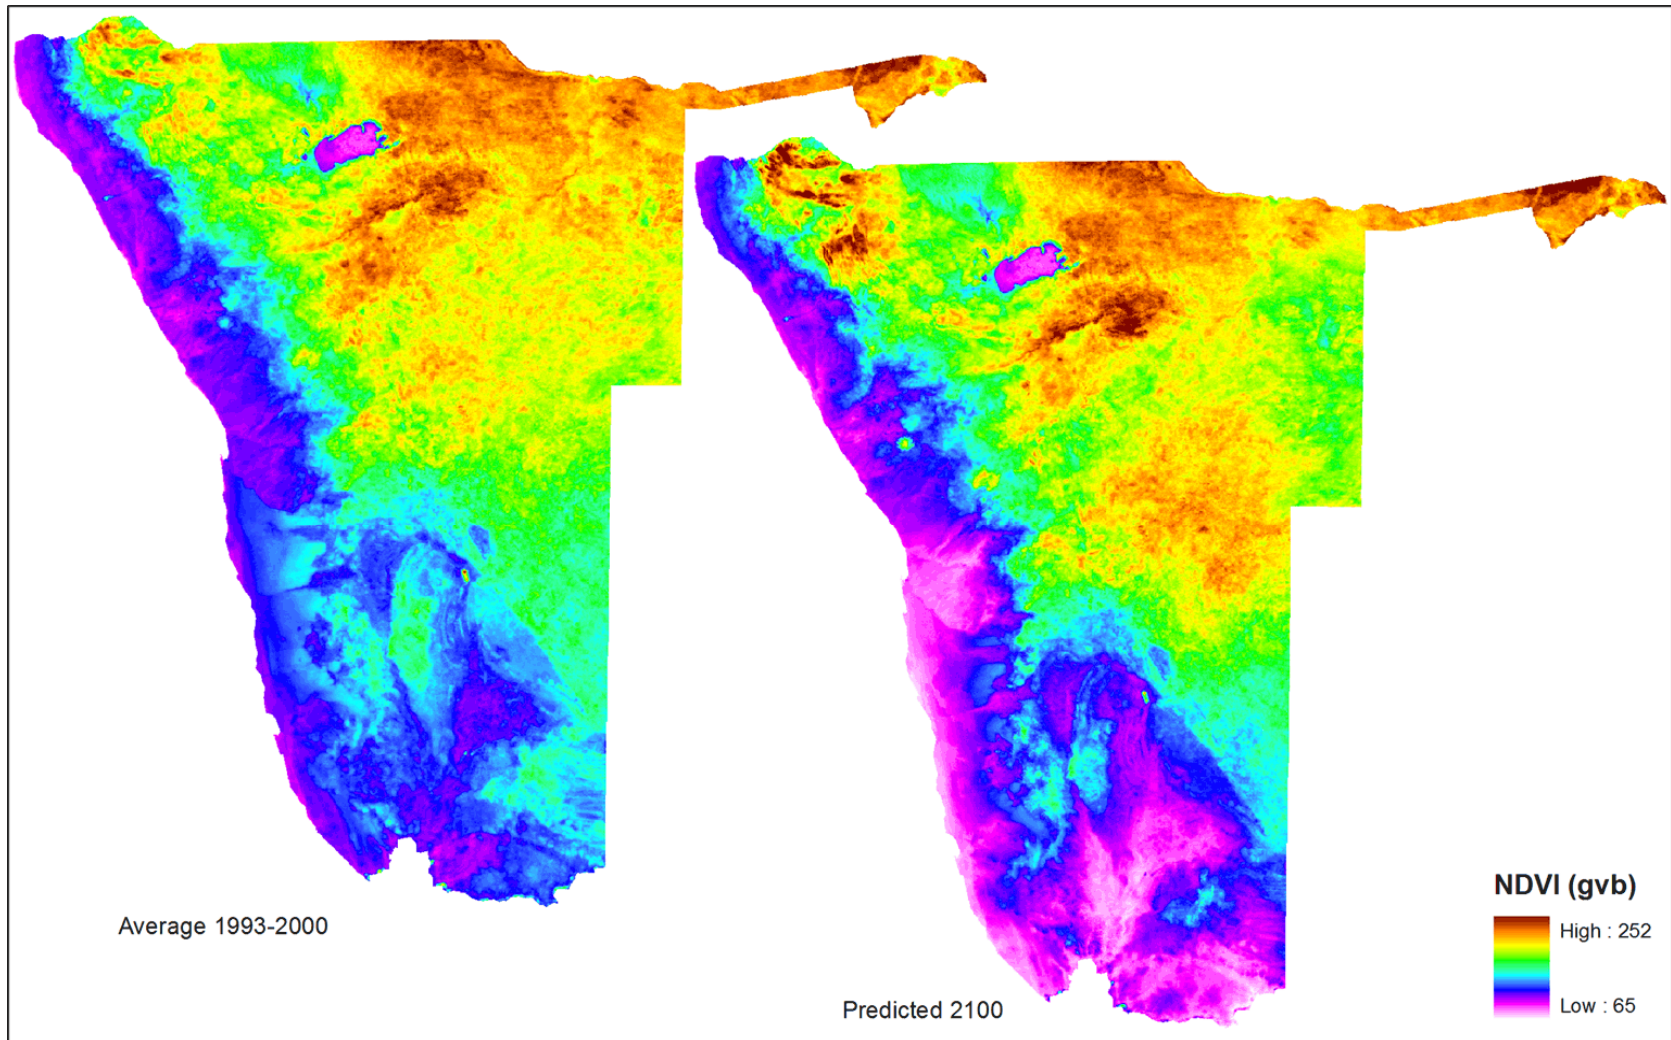 Average 1993-2000
Predicted 2100
NDVI (gvb)
High : 252
Low : 65